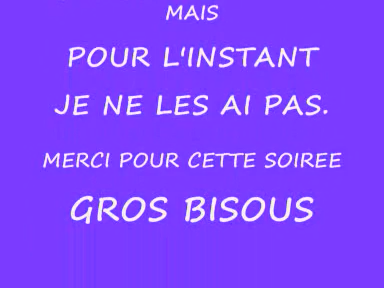 MAIS
POUR L'INSTANT
JE NE LES AI PAS.
MERCI POUR CETTE SOIREE
GROS BISOUS